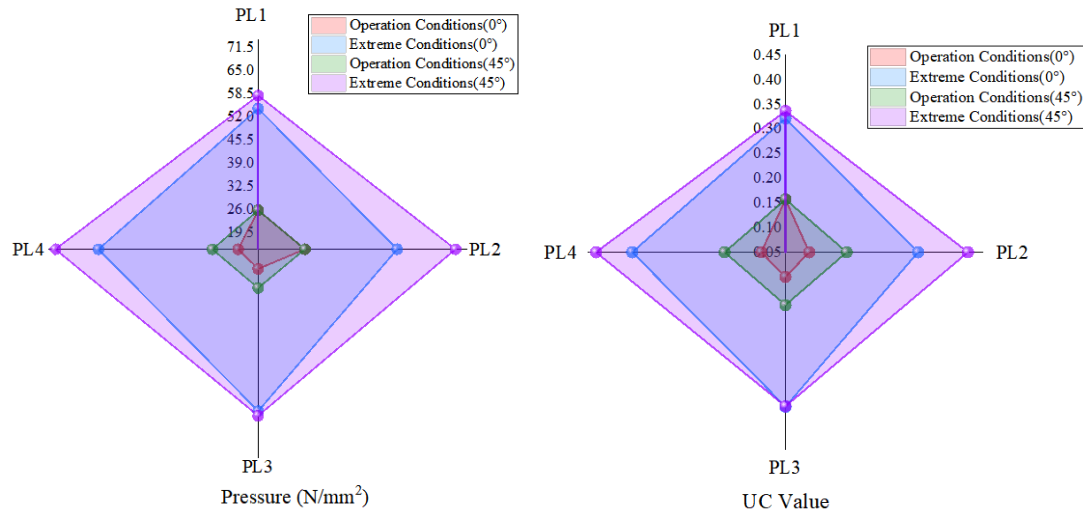 PL1
Operation Conditions(0°)
Extreme Conditions(0°)
Operation Conditions(45°)
Extreme Conditions(45°)
71.5
65.0
58.5
52.0
45.5
39.0
32.5
26.0
19.5
PL4
PL2
PL3
Pressure (N/mm²)
PL1
Operation Conditions(0°)
Extreme Conditions(0°)
Operation Conditions(45°)
Extreme Conditions(45°)
0.45
0.40
0.35
0.30
0.25
0.20
0.15
0.10
0.05
PL4
PL2
PL3
UC Value